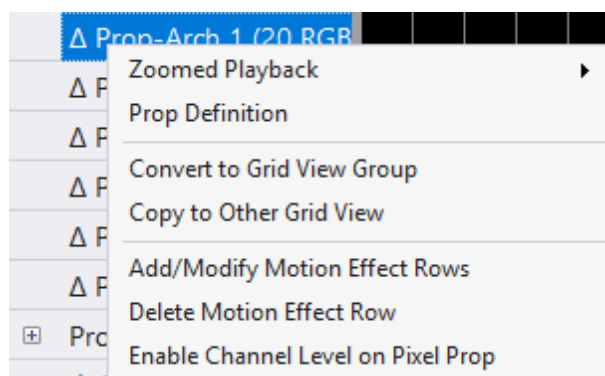 Δ Prop-Arch 1 (20 RGB
Zoomed Playback
Δ P
Prop Definition
Δ P
Convert to Grid View Group
Δ P
Copy to Other Grid View
Δ P
Add/Modify Motion Effect Rows
Δ P
Delete Motion Effect Row
Pro
Enable Channel Level on Pixel Prop